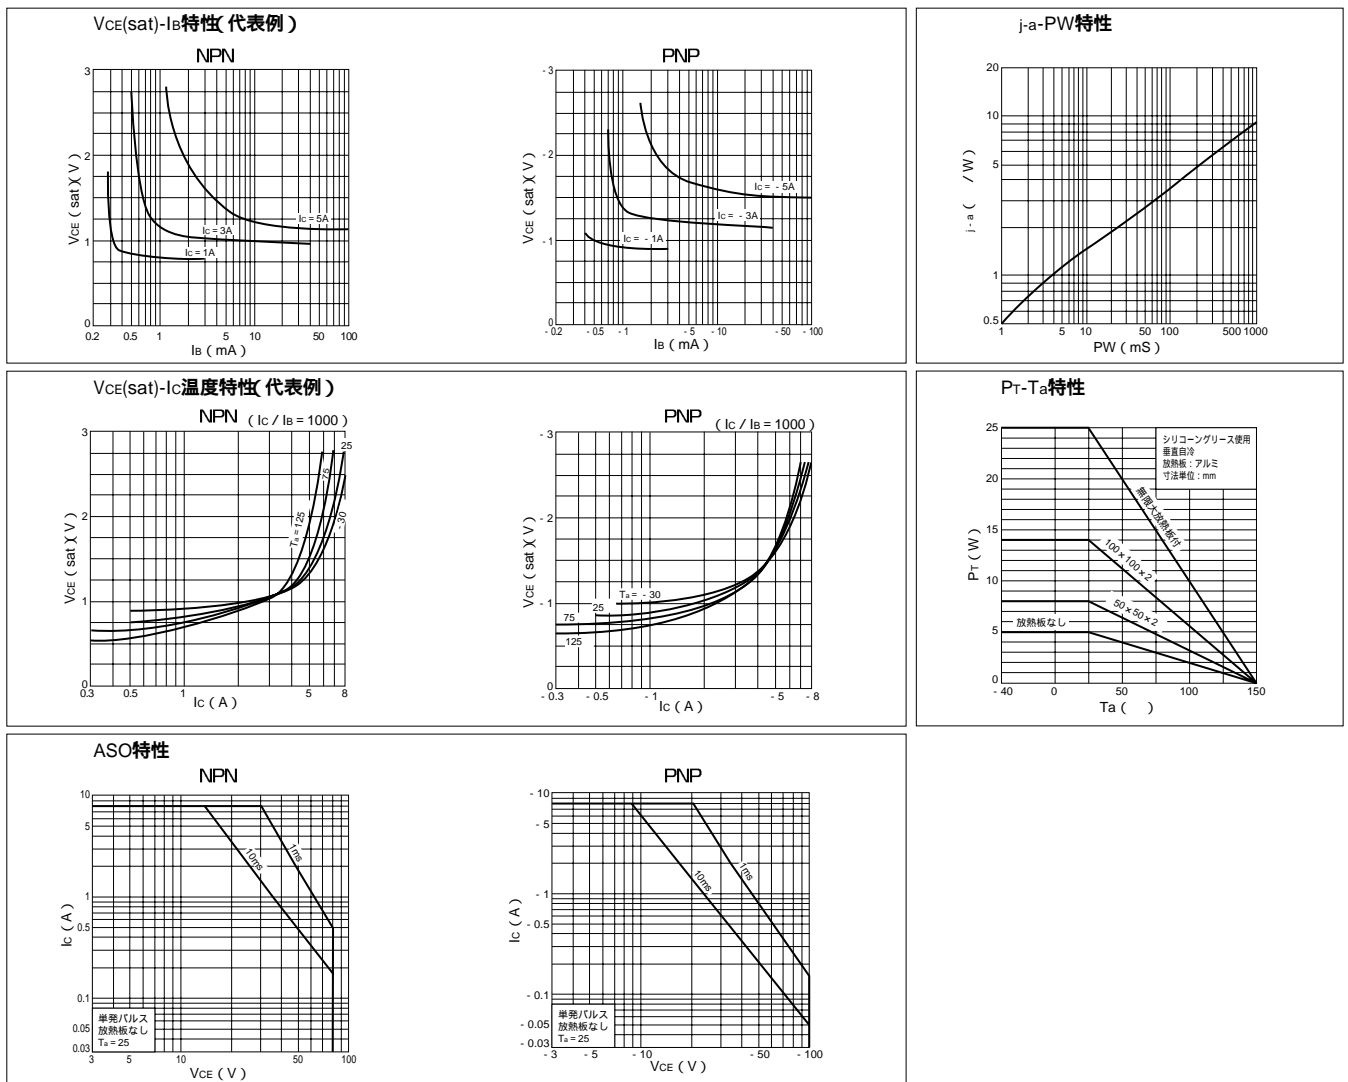 VCE(sat)-IB特性(代表例)
NPN
3
2
1
0
VCE(sat)(V)
0.2 0.5 1 5 10 50 100
IB(mA)
IC = 5A
IC = 3A
IC = 1A
PNP
- 3
- 2
- 1
0
VCE(sat)(V)
- 0.2 - 0.5 - 1 - 5 - 10 - 50 - 100
IB(mA)
IC = - 5A
IC = - 3A
IC = - 1A
j-a-PW特性
20
10
5
1
0.5
j-a( /W)
1 5 10 50 100 500 1000
PW(mS)
VCE(sat)-IC温度特性(代表例)
NPN (IC / IB = 1000)
3
2
1
0
VCE(sat)(V)
0.3 0.5 1 5 8
IC(A)
Ta = 125
75
25
- 30
PNP (IC / IB = 1000)
- 3
- 2
- 1
0
VCE(sat)(V)
- 0.3 - 0.5 - 1 - 5 - 8
IC(A)
Ta = - 30
25
75
125
PT-Ta特性
25
20
15
10
5
0
PT(W)
- 40 0 50 100 150
Ta( )
シリコーングリース使用
垂直自冷
放熱板:アルミ
寸法単位:mm
無限大放熱板付
100×100×2
50×50×2
放熱板なし
ASO特性
NPN
10
5
1
0.5
0.1
0.05
0.03
IC(A)
3 5 10 50 100
VCE(V)
10ms
1ms
単発パルス
放熱板なし
Ta = 25
PNP
- 10
- 5
- 1
- 0.5
- 0.1
- 0.05
- 0.03
IC(A)
- 3 - 5 - 10 - 50 - 100
VCE(V)
10ms
1ms
単発パルス
放熱板なし
Ta = 25